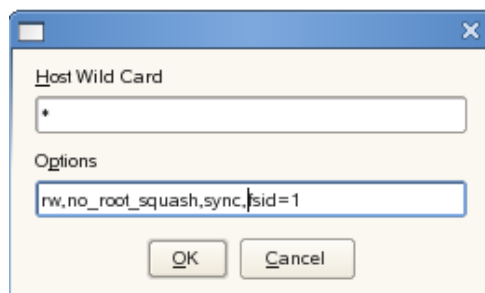 Host Wild Card
*
Options
rw,no_root_squash,sync,fsid=1
OK
Cancel